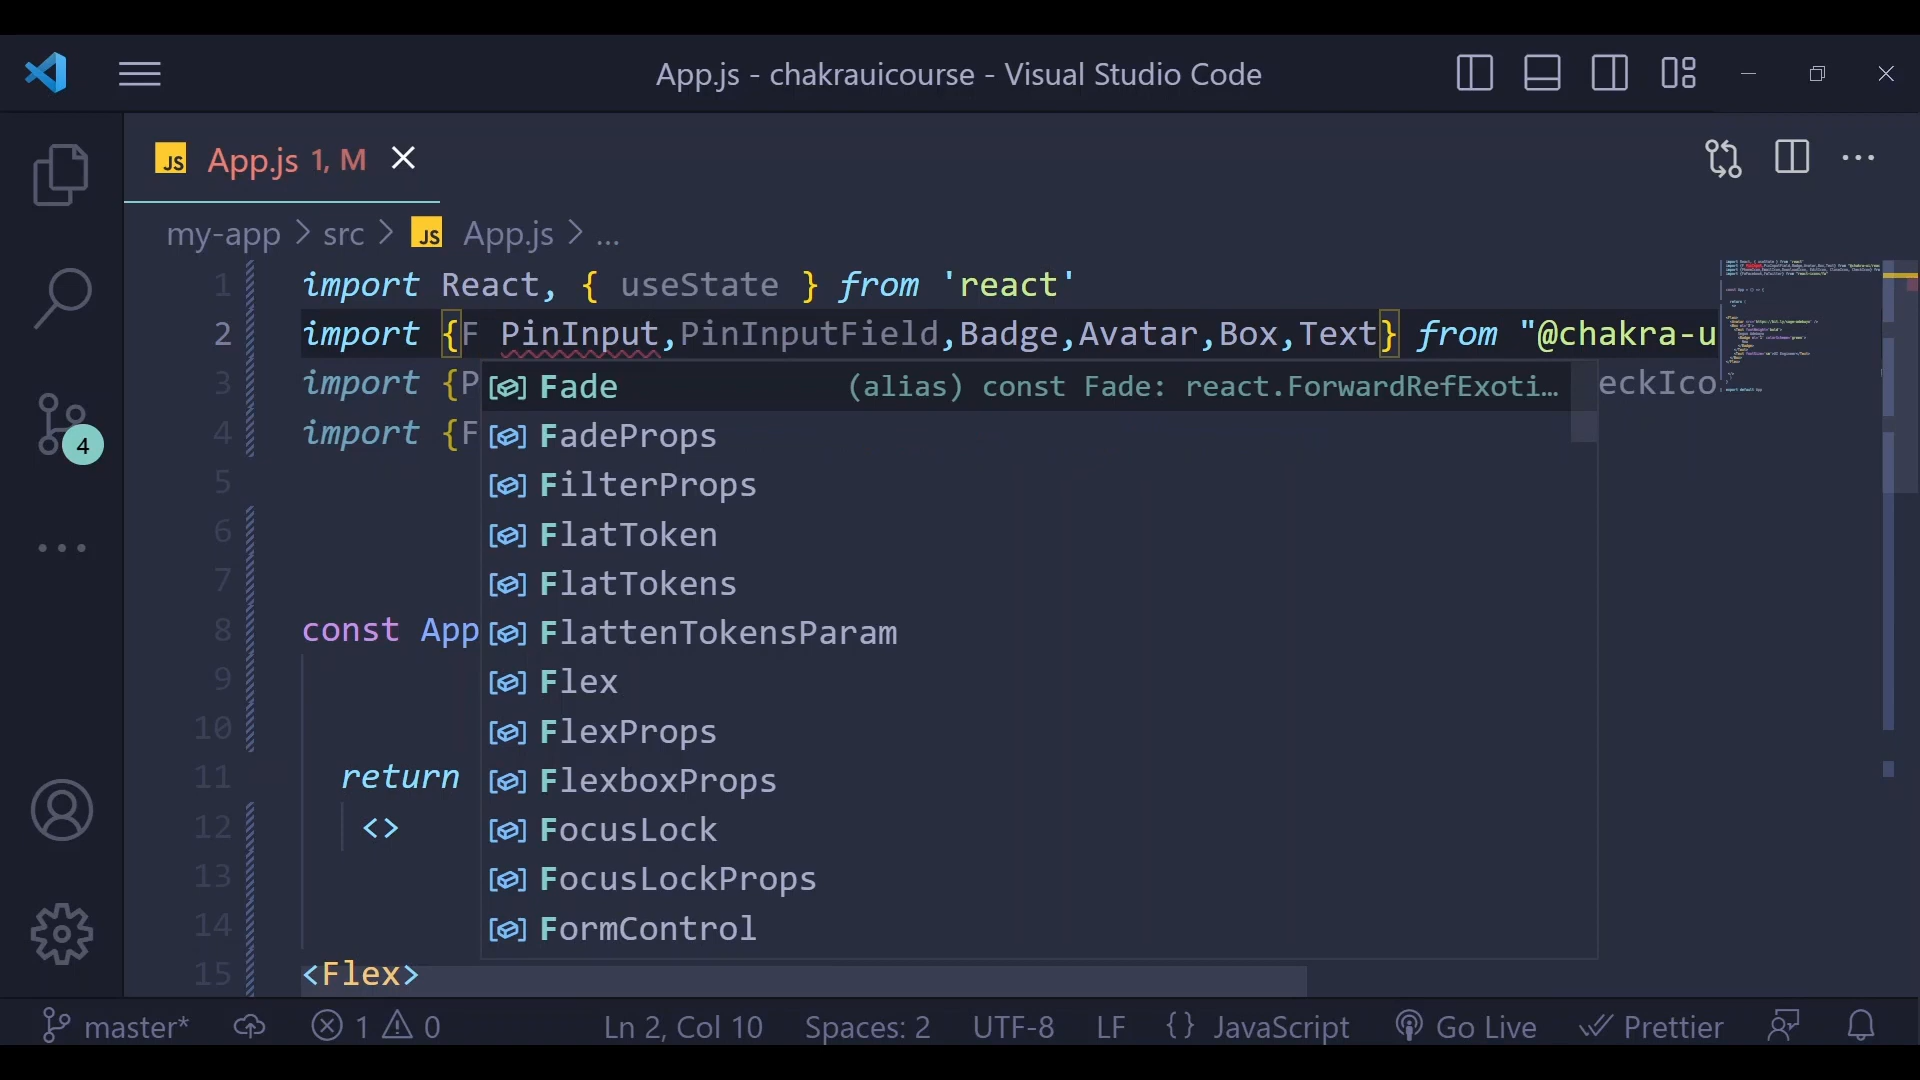 App.js - chakrauicourse - Visual Studio Code
JS App.js 1, M
my-app > src > JS App.js > ...
1 import React, { useState } from 'react'
2 import {F PinInput,PinInputField,Badge,Avatar,Box,Text} from "@chakra-u
3 import {P
eckIco
4 import {F
Fade (alias) const Fade: react.ForwardRefExoti…
FadeProps
FilterProps
FlatToken
FlatTokens
FlattenTokensParam
Flex
FlexProps
FlexboxProps
FocusLock
FocusLockProps
FormControl
5
6
7
8 const App
9
10
11 return
12 <>
13
14
15 <Flex>
4
master* 1 0 Ln 2, Col 10 Spaces: 2 UTF-8 LF {} JavaScript Go Live Prettier